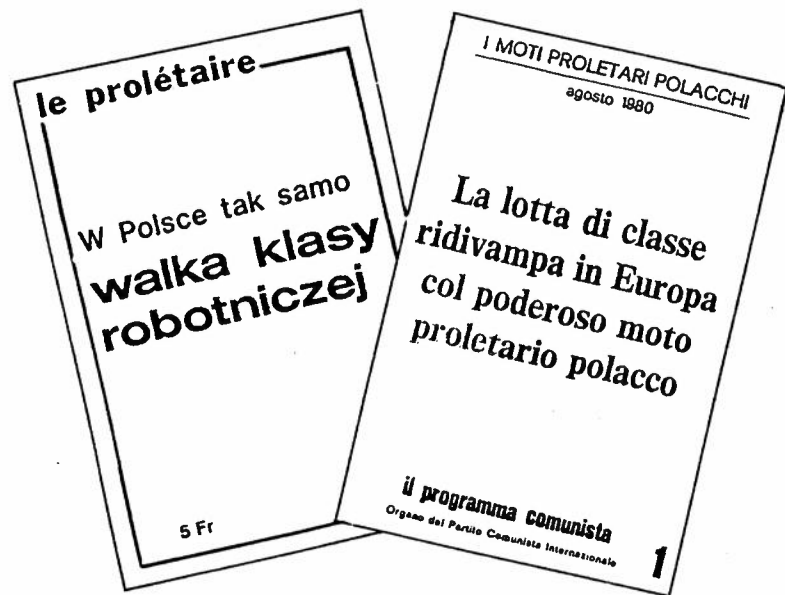 le prolétaire
W Polsce tak samo
walka klasy
robotniczej
5 Fr
I MOTI PROLETARI POLACCHI
agosto 1980
La lotta di classe
ridivampa in Europa
col poderoso moto
proletario polacco
il programma comunista
Organo del Partito Comunista Internazionale
1